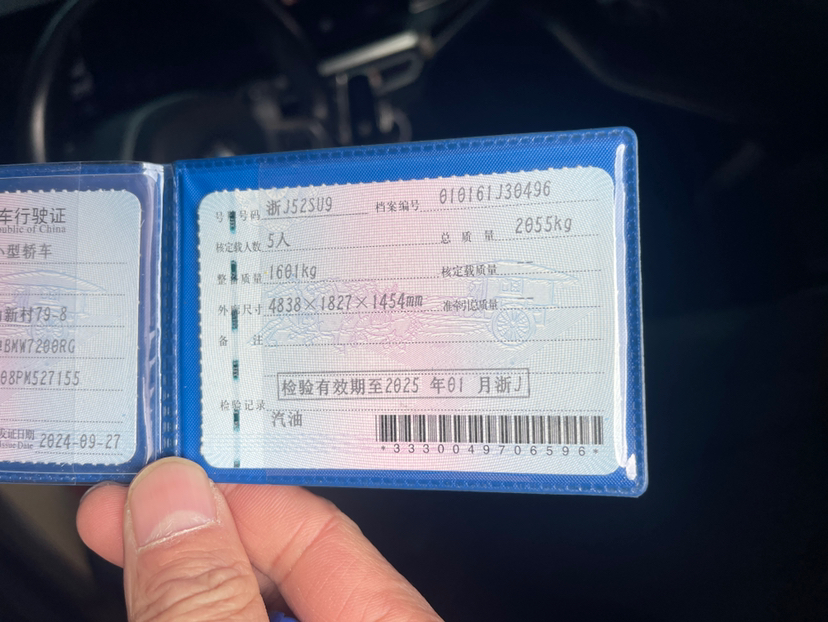 车行驶证
public of China
小型轿车
新村79-8
BMW7200RG
08PM527155
发证日期 2024-09-27
Issue Date
号牌号码 浙J52SU9 档案编号 010161J30496
核定载人数 5人 总质量 2055kg
整备质量 1601kg 核定载质量 --
外廓尺寸 4838×1827×1454mm 准牵引总质量 --
备注
检验有效期至2025 年01 月浙J
检验记录
汽油
*3330049706596*